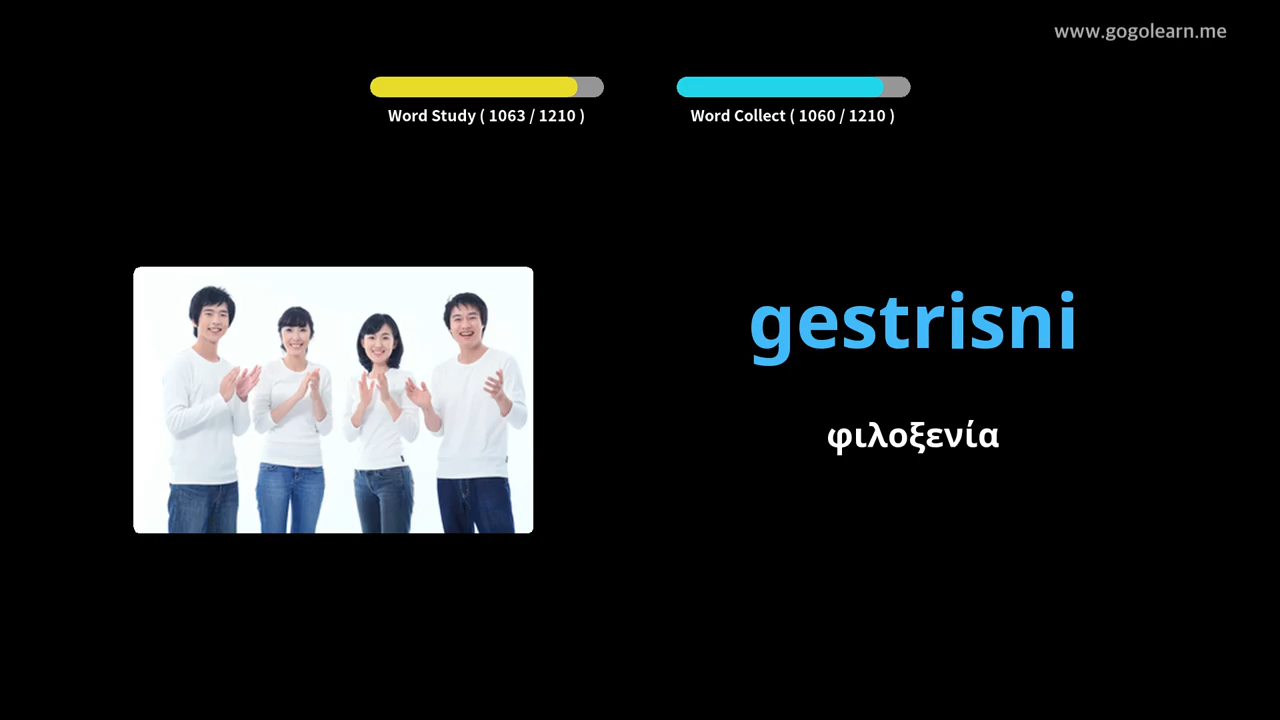 www.gogolearn.me
Word Study ( 1063 / 1210 )
Word Collect ( 1060 / 1210 )
gestrisni
φιλοξενία